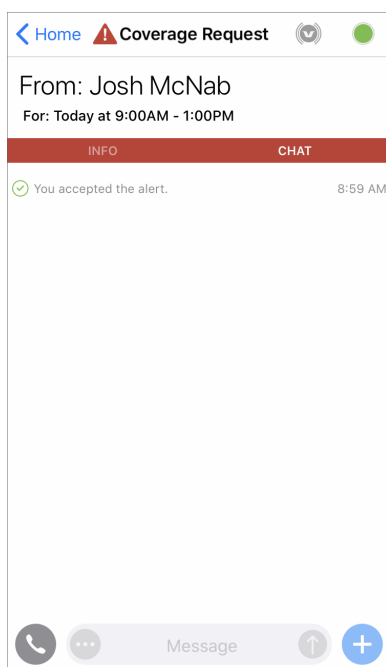 Home Coverage Request
From: Josh McNab
For: Today at 9:00AM - 1:00PM
INFO CHAT
You accepted the alert. 8:59 AM
Message